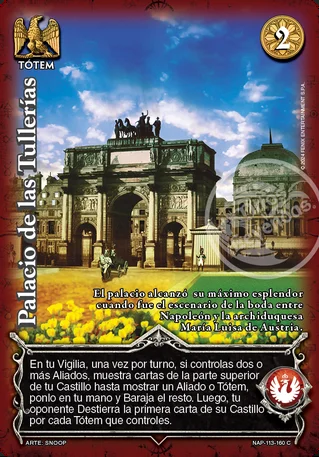 TÓTEM
2
© 2024 FENIX ENTERTAINMENT S.P.A.
Palacio de las Tullerías
El palacio alcanzó su máximo esplendor
cuando fue el escenario de la boda entre
Napoleón y la archiduquesa
María Luisa de Austria.
En tu Vigilia, una vez por turno, si controlas dos o
más Aliados, muestra cartas de la parte superior
de tu Castillo hasta mostrar un Aliado o Tótem,
ponlo en tu mano y Baraja el resto. Luego, tu
oponente Destierra la primera carta de su Castillo
por cada Tótem que controles.
ARTE: SNOOP
NAP-113-160 C